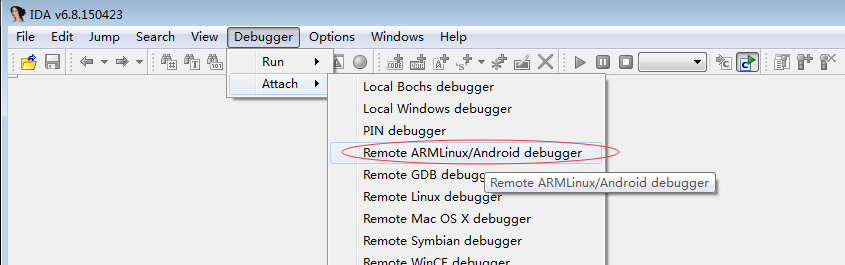 IDA v6.8.150423
File Edit Jump Search View Debugger Options Windows Help
Run
Attach
Local Bochs debugger
Local Windows debugger
PIN debugger
Remote ARMLinux/Android debugger
Remote GDB debugg
Remote ARMLinux/Android debugger
Remote Linux debugger
Remote Mac OS X debugger
Remote Symbian debugger
Remote WinCE debugger